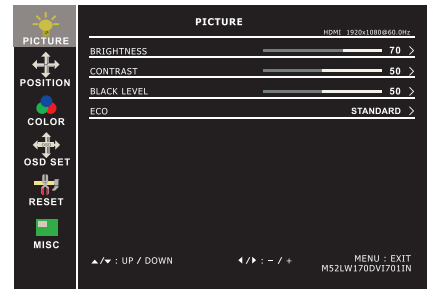 PICTURE
HDMI 1920x1080@60.0Hz
PICTURE
POSITION
COLOR
OSD
OSD SET
RESET
MISC
BRIGHTNESS 70 >
CONTRAST 50 >
BLACK LEVEL 50 >
ECO STANDARD >
▲/▼ : UP / DOWN ◀/▶ : – / + MENU : EXIT
M52LW170DVI701IN